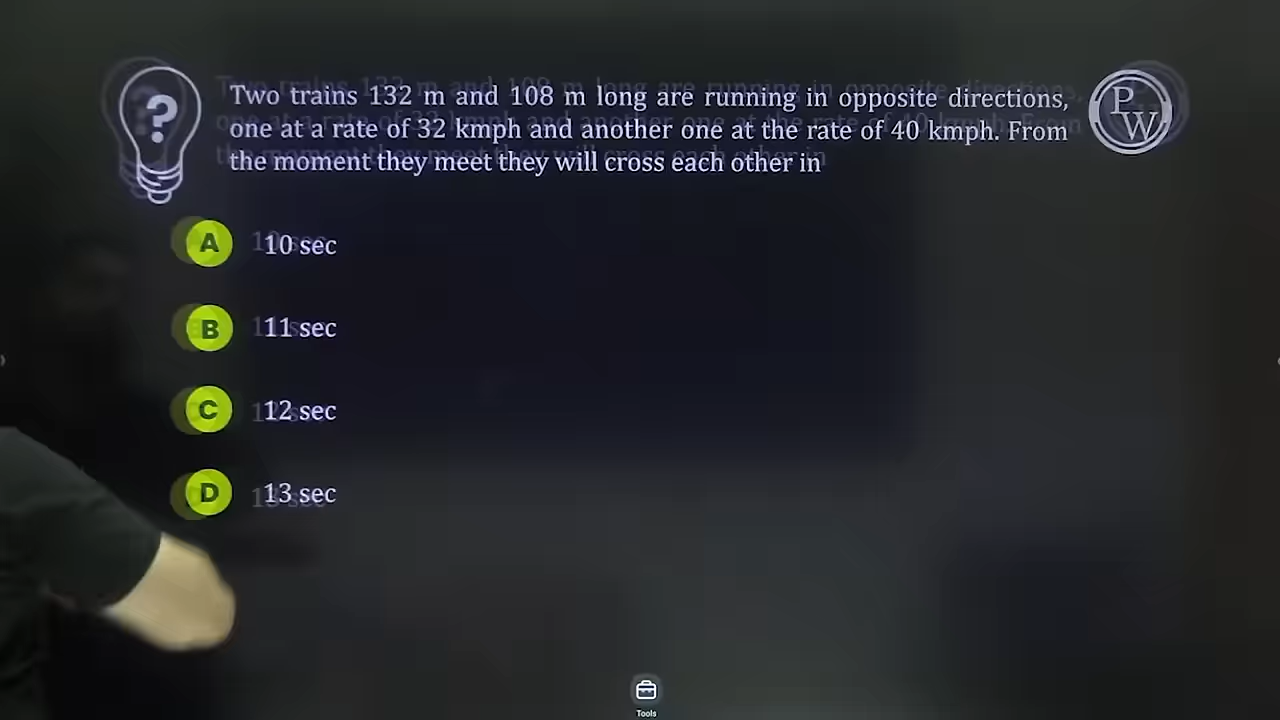 ?
Two trains 132 m and 108 m long are running in opposite directions,
one at a rate of 32 kmph and another one at the rate of 40 kmph. From
the moment they meet they will cross each other in
PW
A 10 sec
B 11 sec
C 12 sec
D 13 sec
Tools